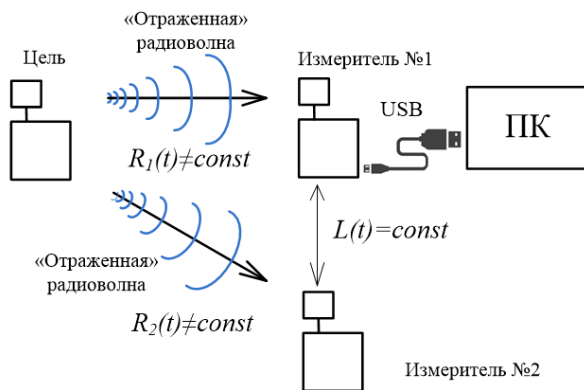 «Отраженная»
радиоволна
Цель
Измеритель №1
USB
ПК
R₁(t)≠const
L(t)=const
«Отраженная»
радиоволна
R₂(t)≠const
Измеритель №2